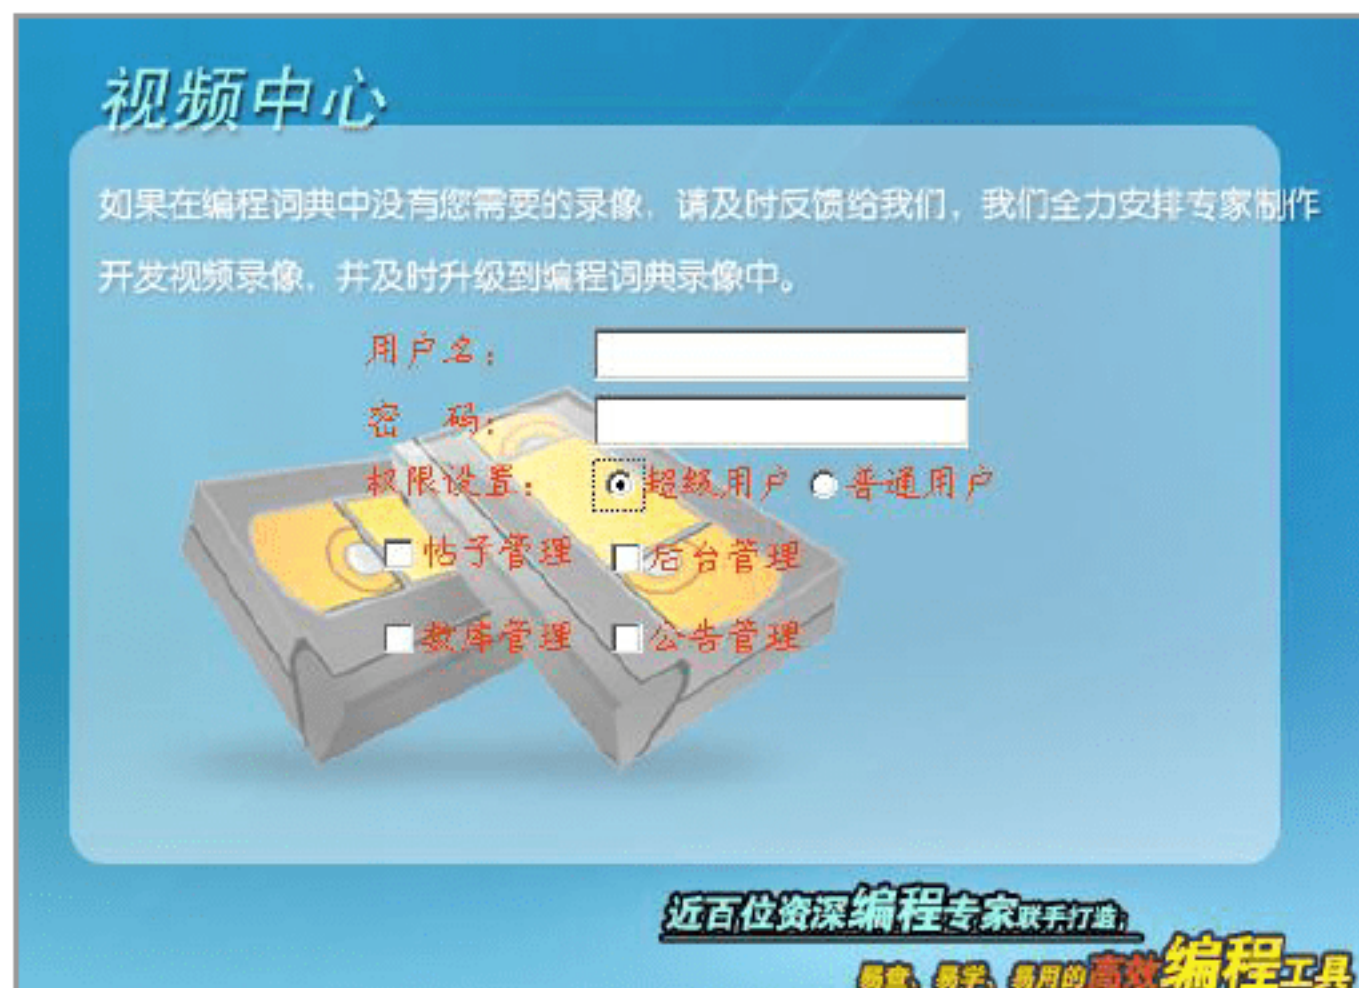 视频中心
如果在编程词典中没有您需要的录像，请及时反馈给我们，我们全力安排专家制作
开发视频录像，并及时升级到编程词典录像中。
用户名：
密　码：
权限设置： 超级用户 普通用户
帖子管理 后台管理
数库管理 公告管理
近百位资深编程专家联手打造，
易查、易学、易用的高效编程工具